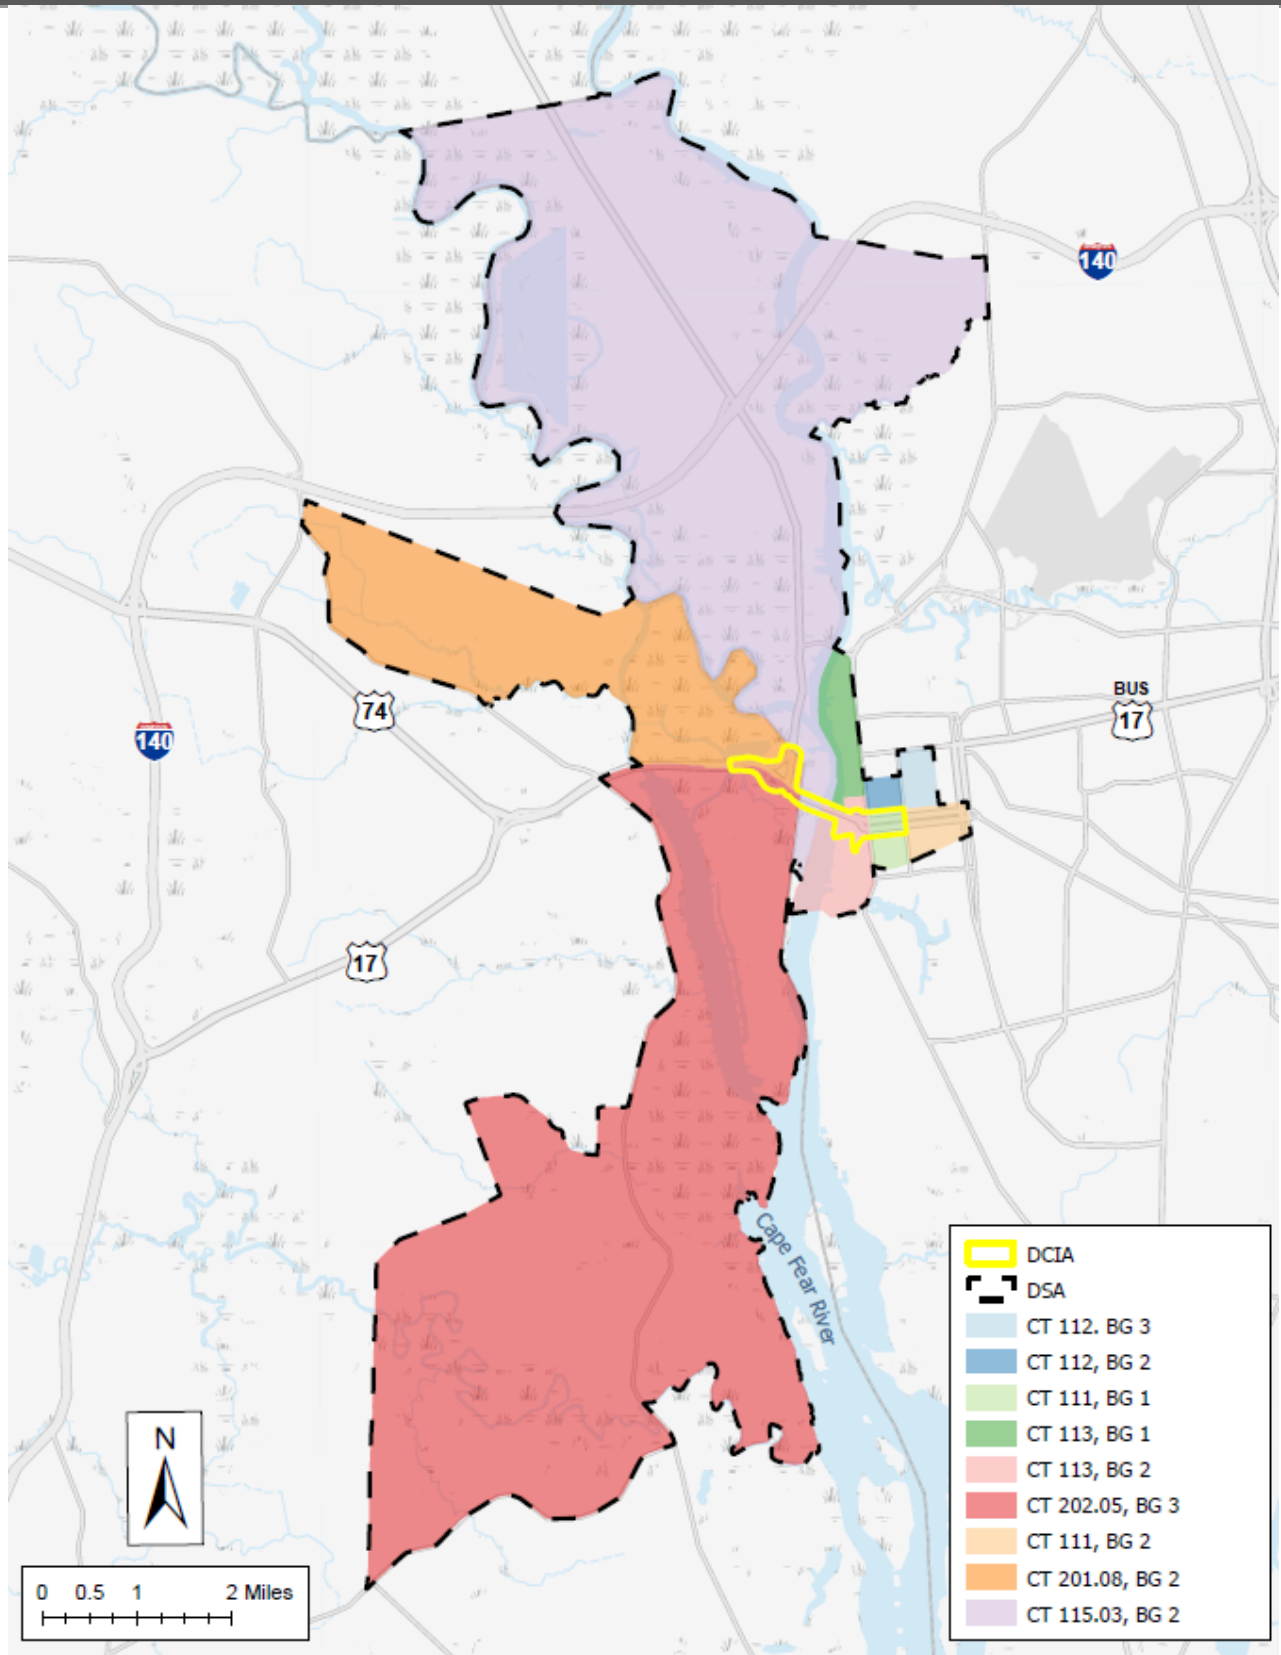 140
BUS
17
74
140
17
Cape Fear River
N
0 0.5 1 2 Miles
DCIA
DSA
CT 112. BG 3
CT 112, BG 2
CT 111, BG 1
CT 113, BG 1
CT 113, BG 2
CT 202.05, BG 3
CT 111, BG 2
CT 201.08, BG 2
CT 115.03, BG 2